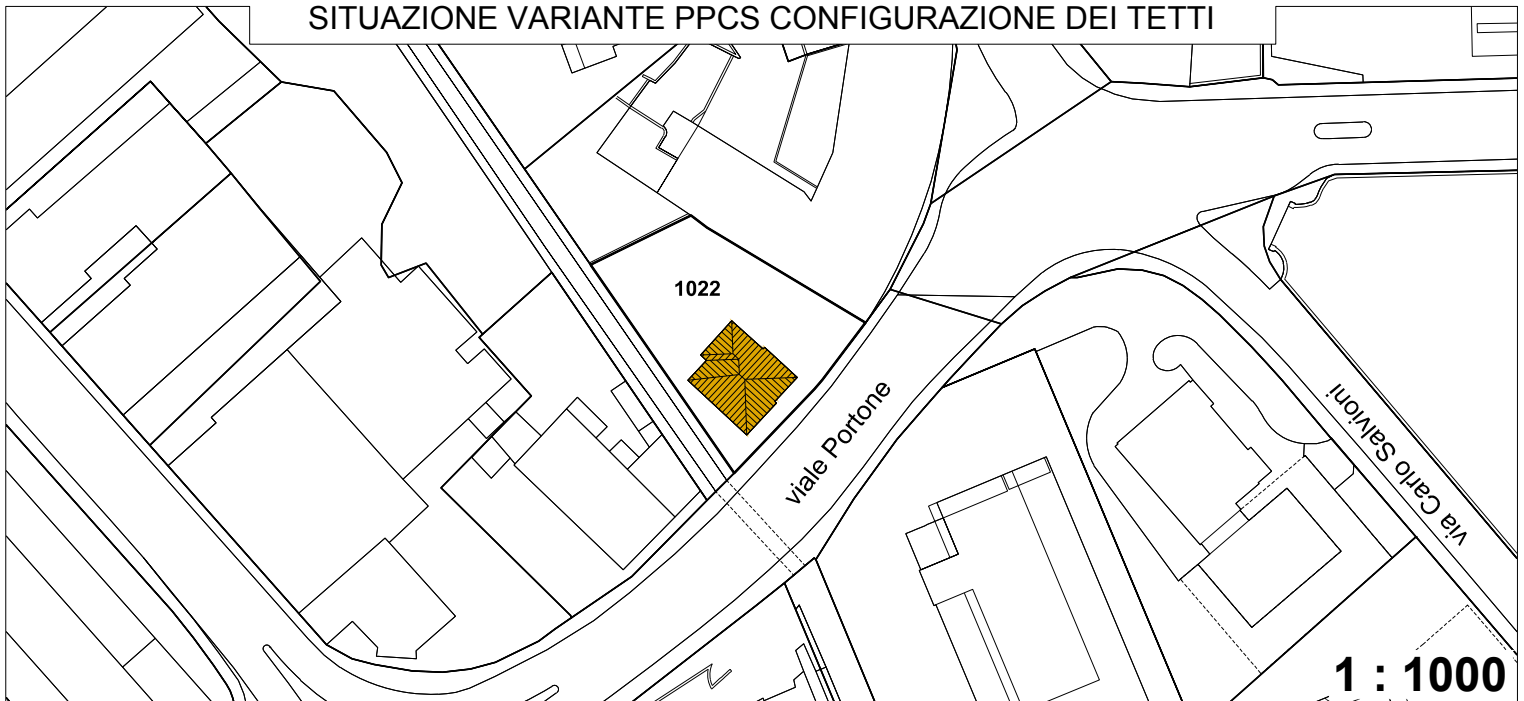 SITUAZIONE VARIANTE PPCS CONFIGURAZIONE DEI TETTI
1022
viale Portone
via Carlo Salvioni
1 : 1000